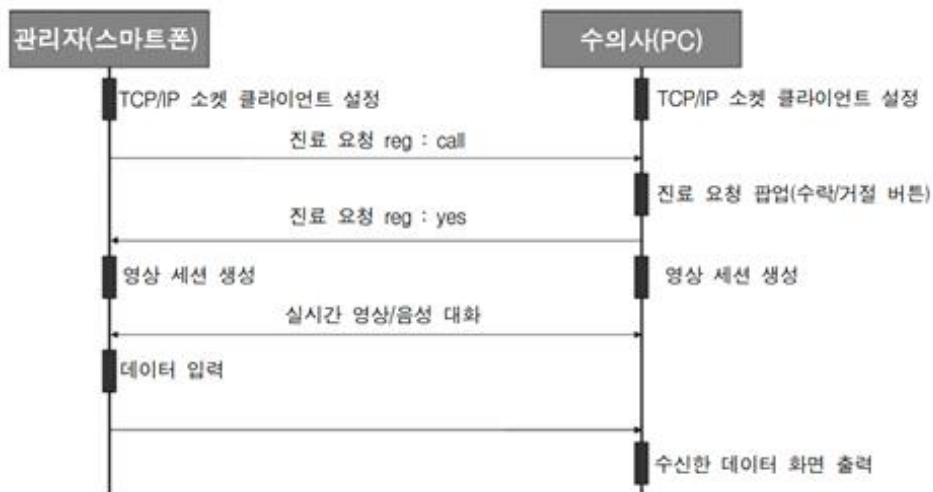 관리자(스마트폰)
수의사(PC)
TCP/IP 소켓 클라이언트 설정
TCP/IP 소켓 클라이언트 설정
진료 요청 reg : call
진료 요청 팝업(수락/거절 버튼)
진료 요청 reg : yes
영상 세션 생성
영상 세션 생성
실시간 영상/음성 대화
데이터 입력
수신한 데이터 화면 출력